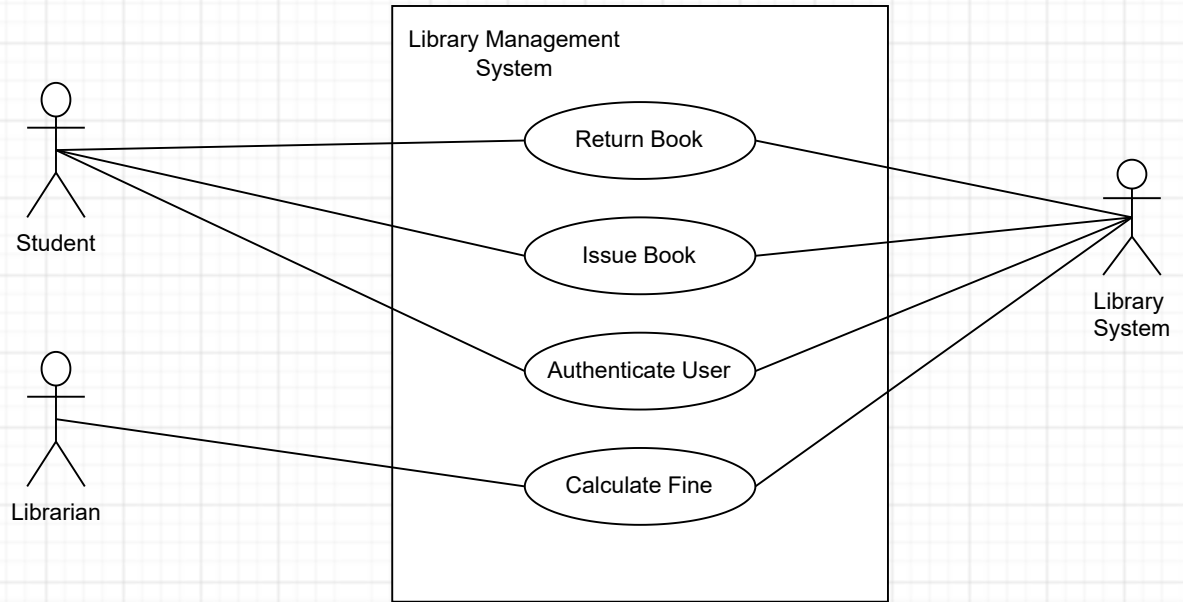 Library Management
System
Return Book
Student
Issue Book
Library
System
Authenticate User
Calculate Fine
Librarian